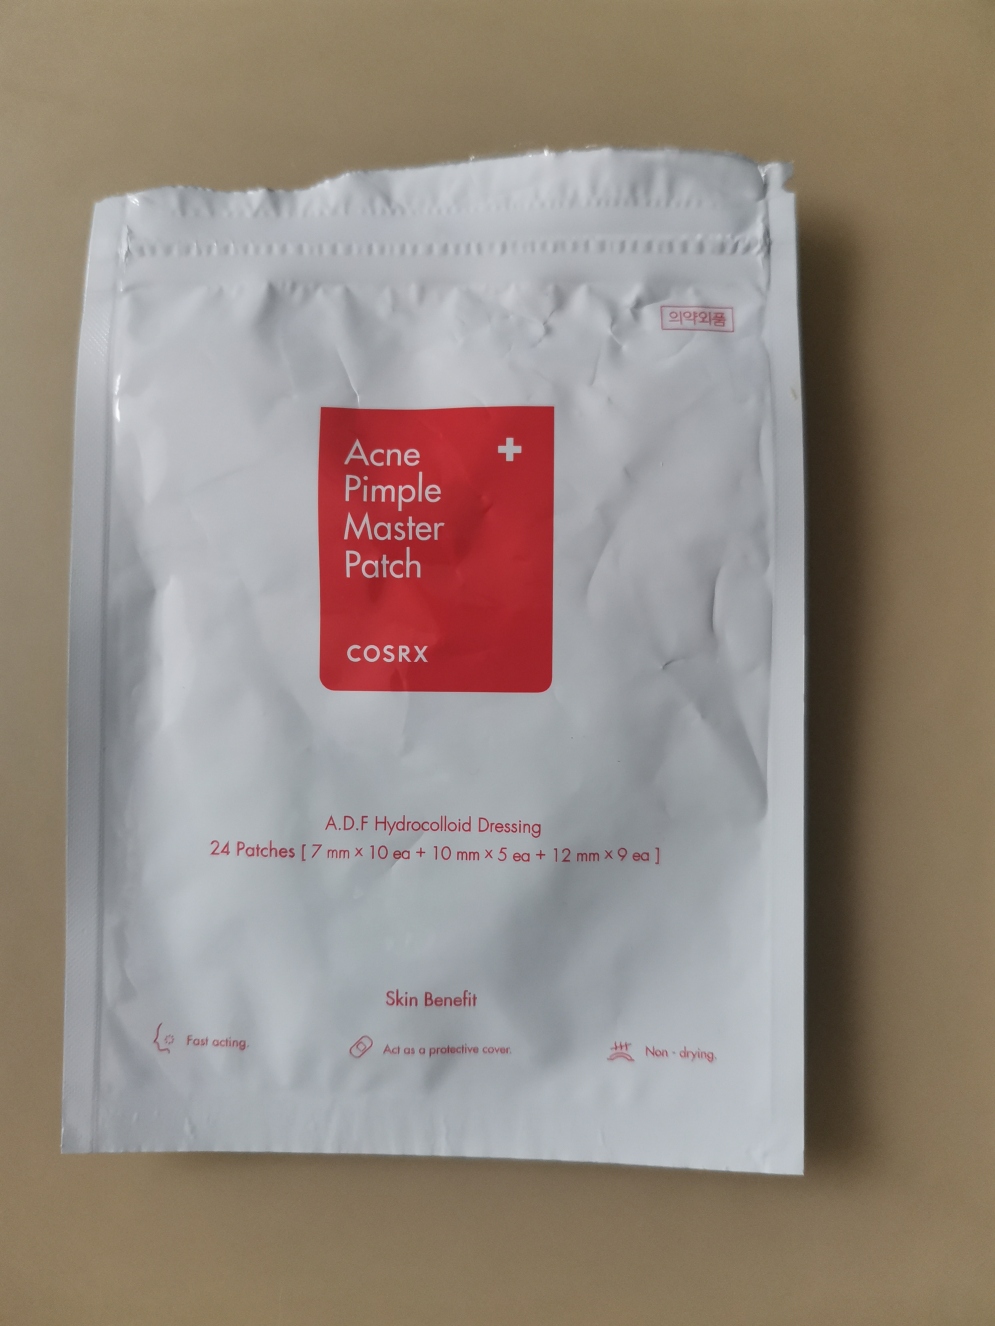 의약외품
Acne
Pimple
Master
Patch
COSRX
A.D.F Hydrocolloid Dressing
24 Patches [ 7 mm × 10 ea + 10 mm × 5 ea + 12 mm × 9 ea ]
Skin Benefit
Fast acting.
Act as a protective cover.
Non - drying.